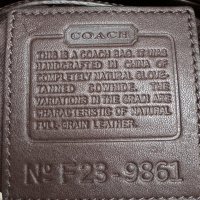 COACH
THIS IS A COACH BAG. IT WAS
HANDCRAFTED IN CHINA OF
COMPLETELY NATURAL GLOVE-
TANNED COWHIDE. THE
VARIATIONS IN THE GRAIN ARE
CHARACTERISTIC OF NATURAL
FULL-GRAIN LEATHER.
No F23-9861